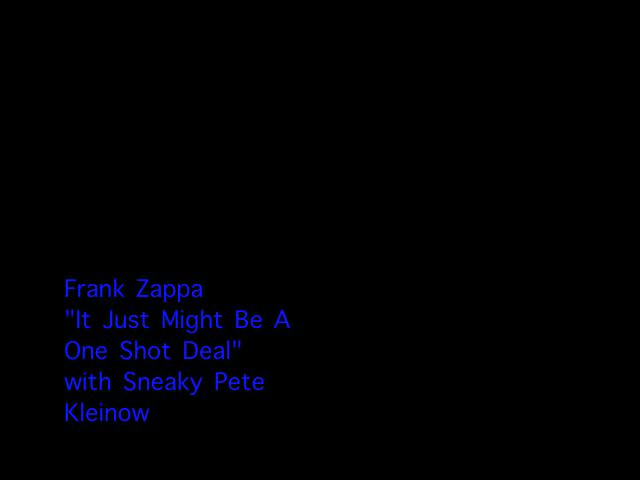 Frank Zappa
"It Just Might Be A
One Shot Deal"
with Sneaky Pete
Kleinow